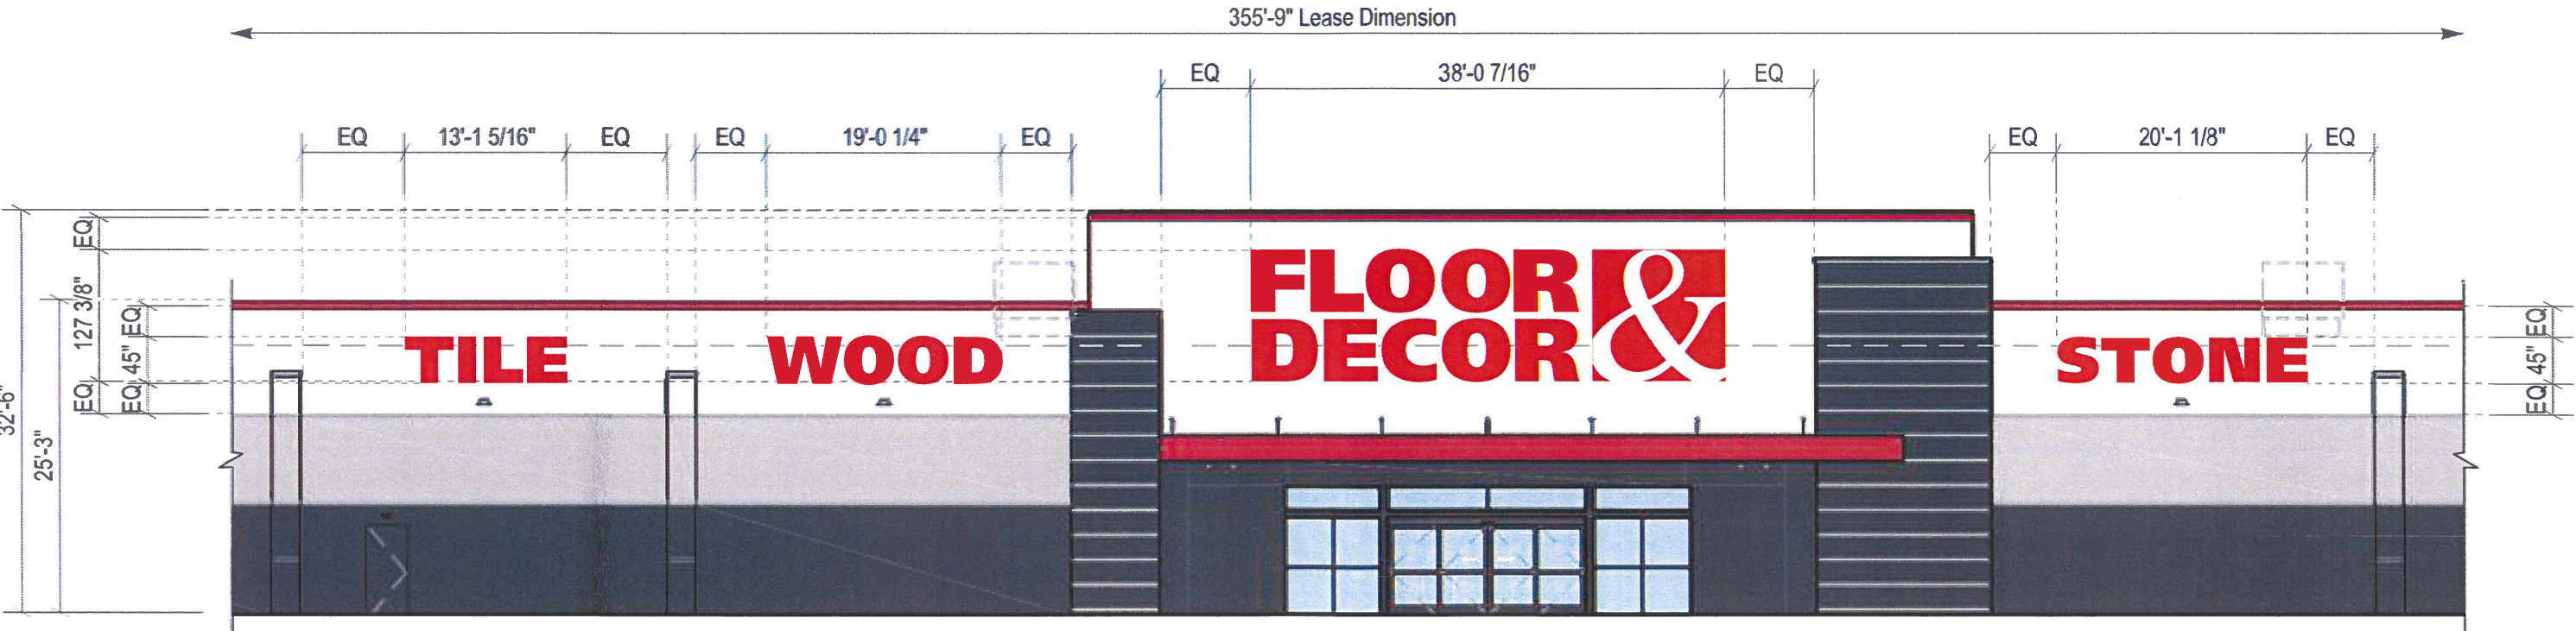 355'-9" Lease Dimension
EQ 38'-0 7/16" EQ
EQ 13'-1 5/16" EQ EQ 19'-0 1/4" EQ EQ 20'-1 1/8" EQ
EQ
127 3/8"
EQ
EQ
45"
EQ
32'-6"
25'-3"
FLOOR
DECOR &
TILE WOOD STONE
EQ
45"
EQ